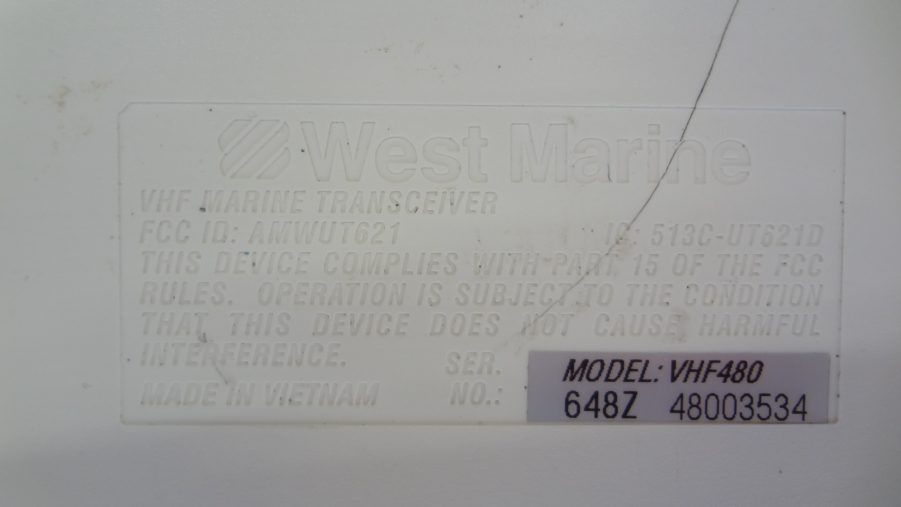 West Marine
VHF MARINE TRANSCEIVER
FCC ID: AMWUT621 IC: 513C-UT621D
THIS DEVICE COMPLIES WITH PART 15 OF THE FCC
RULES. OPERATION IS SUBJECT TO THE CONDITION
THAT THIS DEVICE DOES NOT CAUSE HARMFUL
INTERFERENCE. SER.
MADE IN VIETNAM NO.:
MODEL: VHF480
648Z 48003534